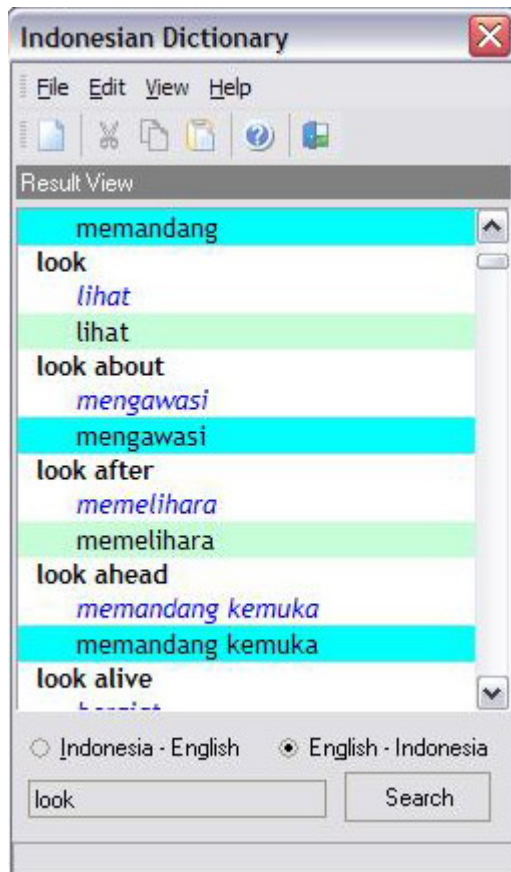 Indonesian Dictionary
File Edit View Help
Result View
memandang
look
lihat
lihat
look about
mengawasi
mengawasi
look after
memelihara
memelihara
look ahead
memandang kemuka
memandang kemuka
look alive
Indonesia - English English - Indonesia
look Search